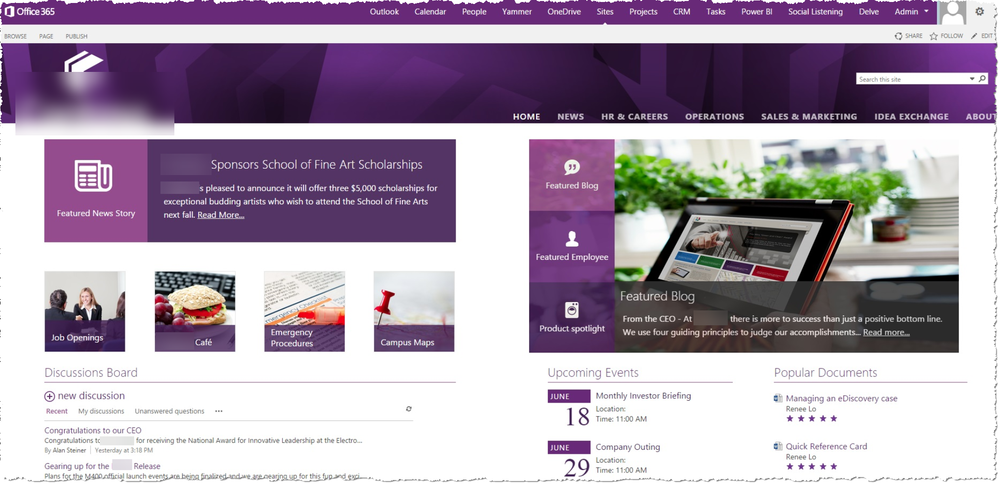 Office 365
Outlook Calendar People Yammer OneDrive Sites Projects CRM Tasks Power BI Social Listening Delve Admin
BROWSE PAGE PUBLISH
SHARE FOLLOW EDIT
Search this site
HOME NEWS HR & CAREERS OPERATIONS SALES & MARKETING IDEA EXCHANGE ABOUT
Featured News Story
Sponsors School of Fine Art Scholarships
is pleased to announce it will offer three $5,000 scholarships for
exceptional budding artists who wish to attend the School of Fine Arts
next fall. Read More...
Featured Blog
Featured Employee
Product spotlight
Featured Blog
From the CEO - At there is more to success than just a positive bottom line.
We use four guiding principles to judge our accomplishments... Read more...
Job Openings
Café
Emergency
Procedures
Campus Maps
Discussions Board
new discussion
Recent My discussions Unanswered questions ...
Congratulations to our CEO
Congratulations to for receiving the National Award for Innovative Leadership at the Electro...
By Alan Steiner Yesterday at 3:18 PM
Gearing up for the Release
Plans for the M400 official launch events are being finalized and we are gearing up for this fun and exci...
Upcoming Events
JUNE
18
Monthly Investor Briefing
Location:
Time: 11:00 AM
JUNE
29
Company Outing
Location:
Time: 11:00 AM
Popular Documents
Managing an eDiscovery case
Renee Lo
Quick Reference Card
Renee Lo